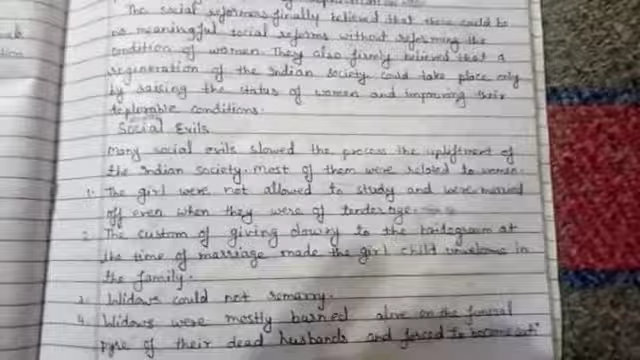 The social reformers finally believed that there could be
no meaningful social reforms without reforming the
condition of women. They also firmly believed that a
regeneration of the Indian society could take place only
by raising the status of women and improving their
deplorable conditions.
Social Evils
Many social evils slowed the process the upliftment of
the Indian society. Most of them were related to women.
1. The girl were not allowed to study and were married
off even when they were of tender age.
2. The custom of giving dowry to the bridegroom at
the time of marriage made the girl child unwelcome in
the family.
3. Widows could not remarry.
4. Widows were mostly burned alive on the funeral
pyre of their dead husbands and forced to become